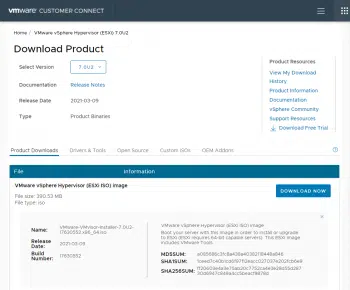 vmware CUSTOMER CONNECT
Home / VMware vSphere Hypervisor (ESXi) 7.0U2
Download Product
Select Version
7.0U2
Documentation
Release Notes
Release Date
2021-03-09
Type
Product Binaries
Product Resources
View My Download
History
Product Information
Documentation
vSphere Community
Support Resources
Download Free Trial
Product Downloads
Drivers & Tools
Open Source
Custom ISOs
OEM Addons
File
Information
VMware vSphere Hypervisor (ESXi ISO) image
File size: 390.53 MB
File type: iso
DOWNLOAD NOW
Name:
VMware-VMvisor-Installer-7.0U2-
17630552.x86_64.iso
Release
Date:
2021-03-09
Build
Number:
17630552
VMware vSphere Hypervisor (ESXi ISO) image
Boot your server with this image in order to install or upgrade
to ESXi (ESXi requires 64-bit capable servers). This ESXi image
includes VMware Tools.
MD5SUM:
SHA1SUM:
SHA256SUM: